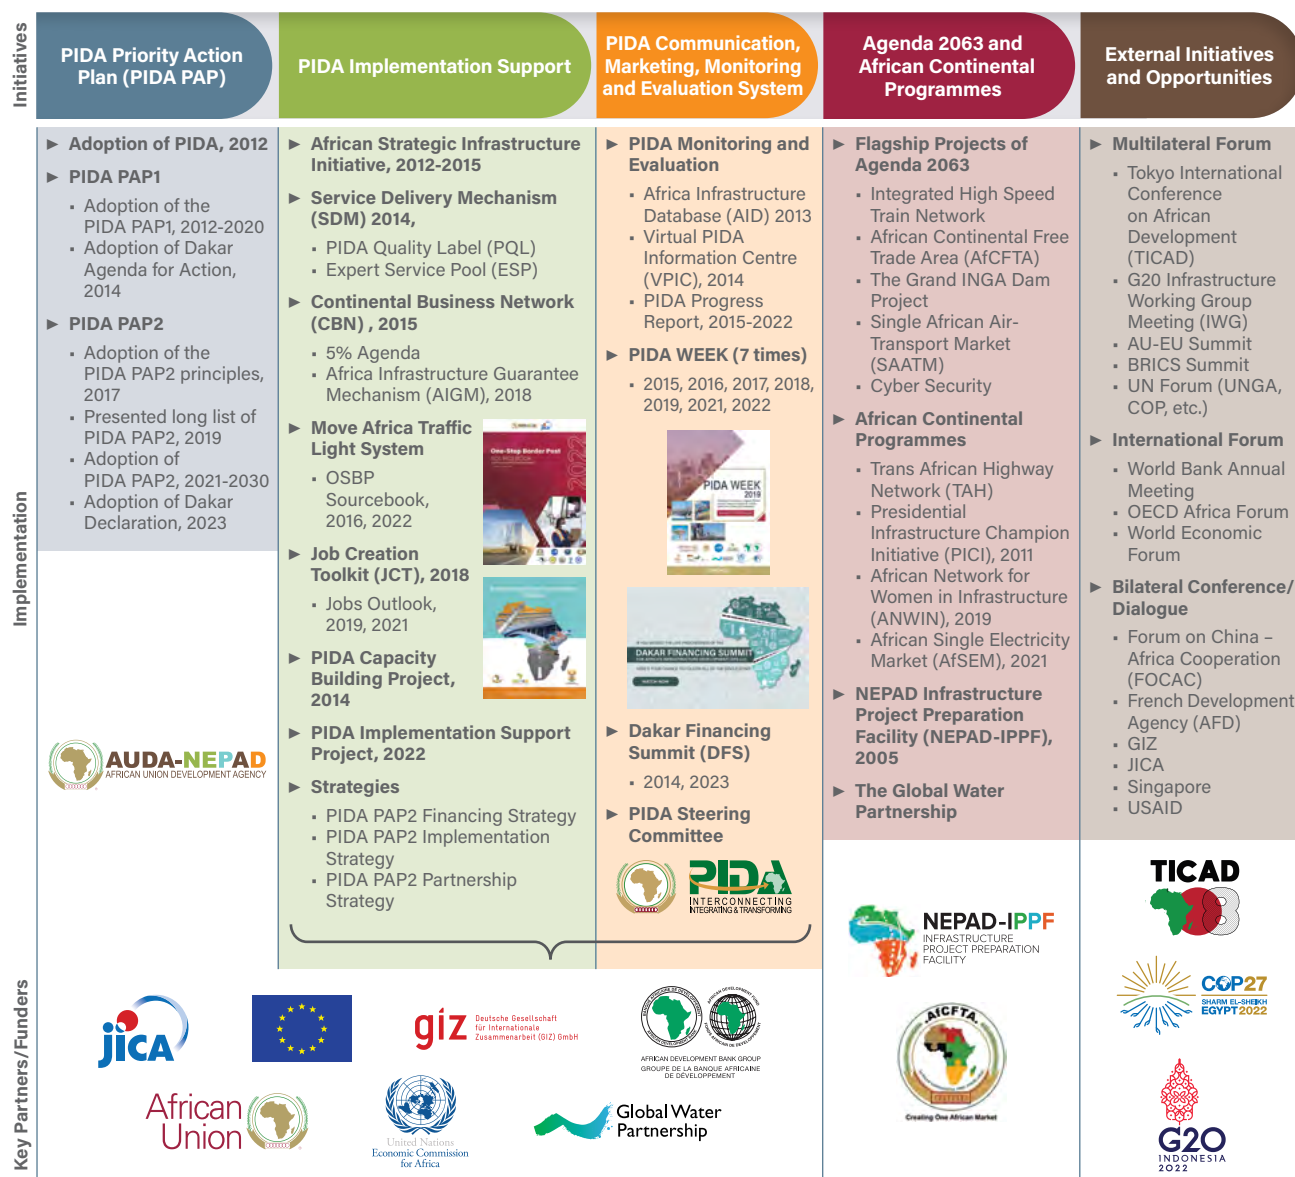 Initiatives
PIDA Priority Action
Plan (PIDA PAP)
PIDA Implementation Support
PIDA Communication,
Marketing, Monitoring
and Evaluation System
Agenda 2063 and
African Continental
Programmes
External Initiatives
and Opportunities
Implementation
► Adoption of PIDA, 2012
► PIDA PAP1
▪ Adoption of the
PIDA PAP1, 2012-2020
▪ Adoption of Dakar
Agenda for Action,
2014
► PIDA PAP2
▪ Adoption of the
PIDA PAP2 principles,
2017
▪ Presented long list of
PIDA PAP2, 2019
▪ Adoption of
PIDA PAP2, 2021-2030
▪ Adoption of Dakar
Declaration, 2023
AUDA-NEPAD
AFRICAN UNION DEVELOPMENT AGENCY
► African Strategic Infrastructure
Initiative, 2012-2015
► Service Delivery Mechanism
(SDM) 2014,
▪ PIDA Quality Label (PQL)
▪ Expert Service Pool (ESP)
► Continental Business Network
(CBN) , 2015
▪ 5% Agenda
▪ Africa Infrastructure Guarantee
Mechanism (AIGM), 2018
► Move Africa Traffic
Light System
▪ OSBP
Sourcebook,
2016, 2022
► Job Creation
Toolkit (JCT), 2018
▪ Jobs Outlook,
2019, 2021
► PIDA Capacity
Building Project,
2014
► PIDA Implementation Support
Project, 2022
► Strategies
▪ PIDA PAP2 Financing Strategy
▪ PIDA PAP2 Implementation
Strategy
▪ PIDA PAP2 Partnership
Strategy
One-Stop Border Post
2022
► PIDA Monitoring and
Evaluation
▪ Africa Infrastructure
Database (AID) 2013
▪ Virtual PIDA
Information Centre
(VPIC), 2014
▪ PIDA Progress
Report, 2015-2022
► PIDA WEEK (7 times)
▪ 2015, 2016, 2017, 2018,
2019, 2021, 2022
PIDA WEEK
2019
DAKAR FINANCING SUMMIT
WATCH NOW
► Dakar Financing
Summit (DFS)
▪ 2014, 2023
► PIDA Steering
Committee
PIDA
INTERCONNECTING
INTEGRATING & TRANSFORMING
► Flagship Projects of
Agenda 2063
▪ Integrated High Speed
Train Network
▪ African Continental Free
Trade Area (AfCFTA)
▪ The Grand INGA Dam
Project
▪ Single African Air-
Transport Market
(SAATM)
▪ Cyber Security
► African Continental
Programmes
▪ Trans African Highway
Network (TAH)
▪ Presidential
Infrastructure Champion
Initiative (PICI), 2011
▪ African Network for
Women in Infrastructure
(ANWIN), 2019
▪ African Single Electricity
Market (AfSEM), 2021
► NEPAD Infrastructure
Project Preparation
Facility (NEPAD-IPPF),
2005
► The Global Water
Partnership
NEPAD-IPPF
INFRASTRUCTURE
PROJECT PREPARATION
FACILITY
► Multilateral Forum
▪ Tokyo International
Conference
on African
Development
(TICAD)
▪ G20 Infrastructure
Working Group
Meeting (IWG)
▪ AU-EU Summit
▪ BRICS Summit
▪ UN Forum (UNGA,
COP, etc.)
► International Forum
▪ World Bank Annual
Meeting
▪ OECD Africa Forum
▪ World Economic
Forum
► Bilateral Conference/
Dialogue
▪ Forum on China –
Africa Cooperation
(FOCAC)
▪ French Development
Agency (AFD)
▪ GIZ
▪ JICA
▪ Singapore
▪ USAID
TICAD
8
Key Partners/Funders
JICA
giz
Deutsche Gesellschaft
für Internationale
Zusammenarbeit (GIZ) GmbH
AFRICAN DEVELOPMENT BANK GROUP
GROUPE DE LA BANQUE AFRICAINE
DE DÉVELOPPEMENT
African
Union
United Nations
Economic Commission
for Africa
Global Water
Partnership
AfCFTA
Creating One African Market
COP27
SHARM EL-SHEIKH
EGYPT2022
G20
INDONESIA
2022